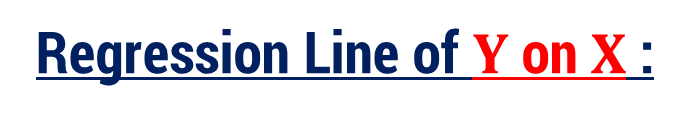 Regression Line of Y on X :